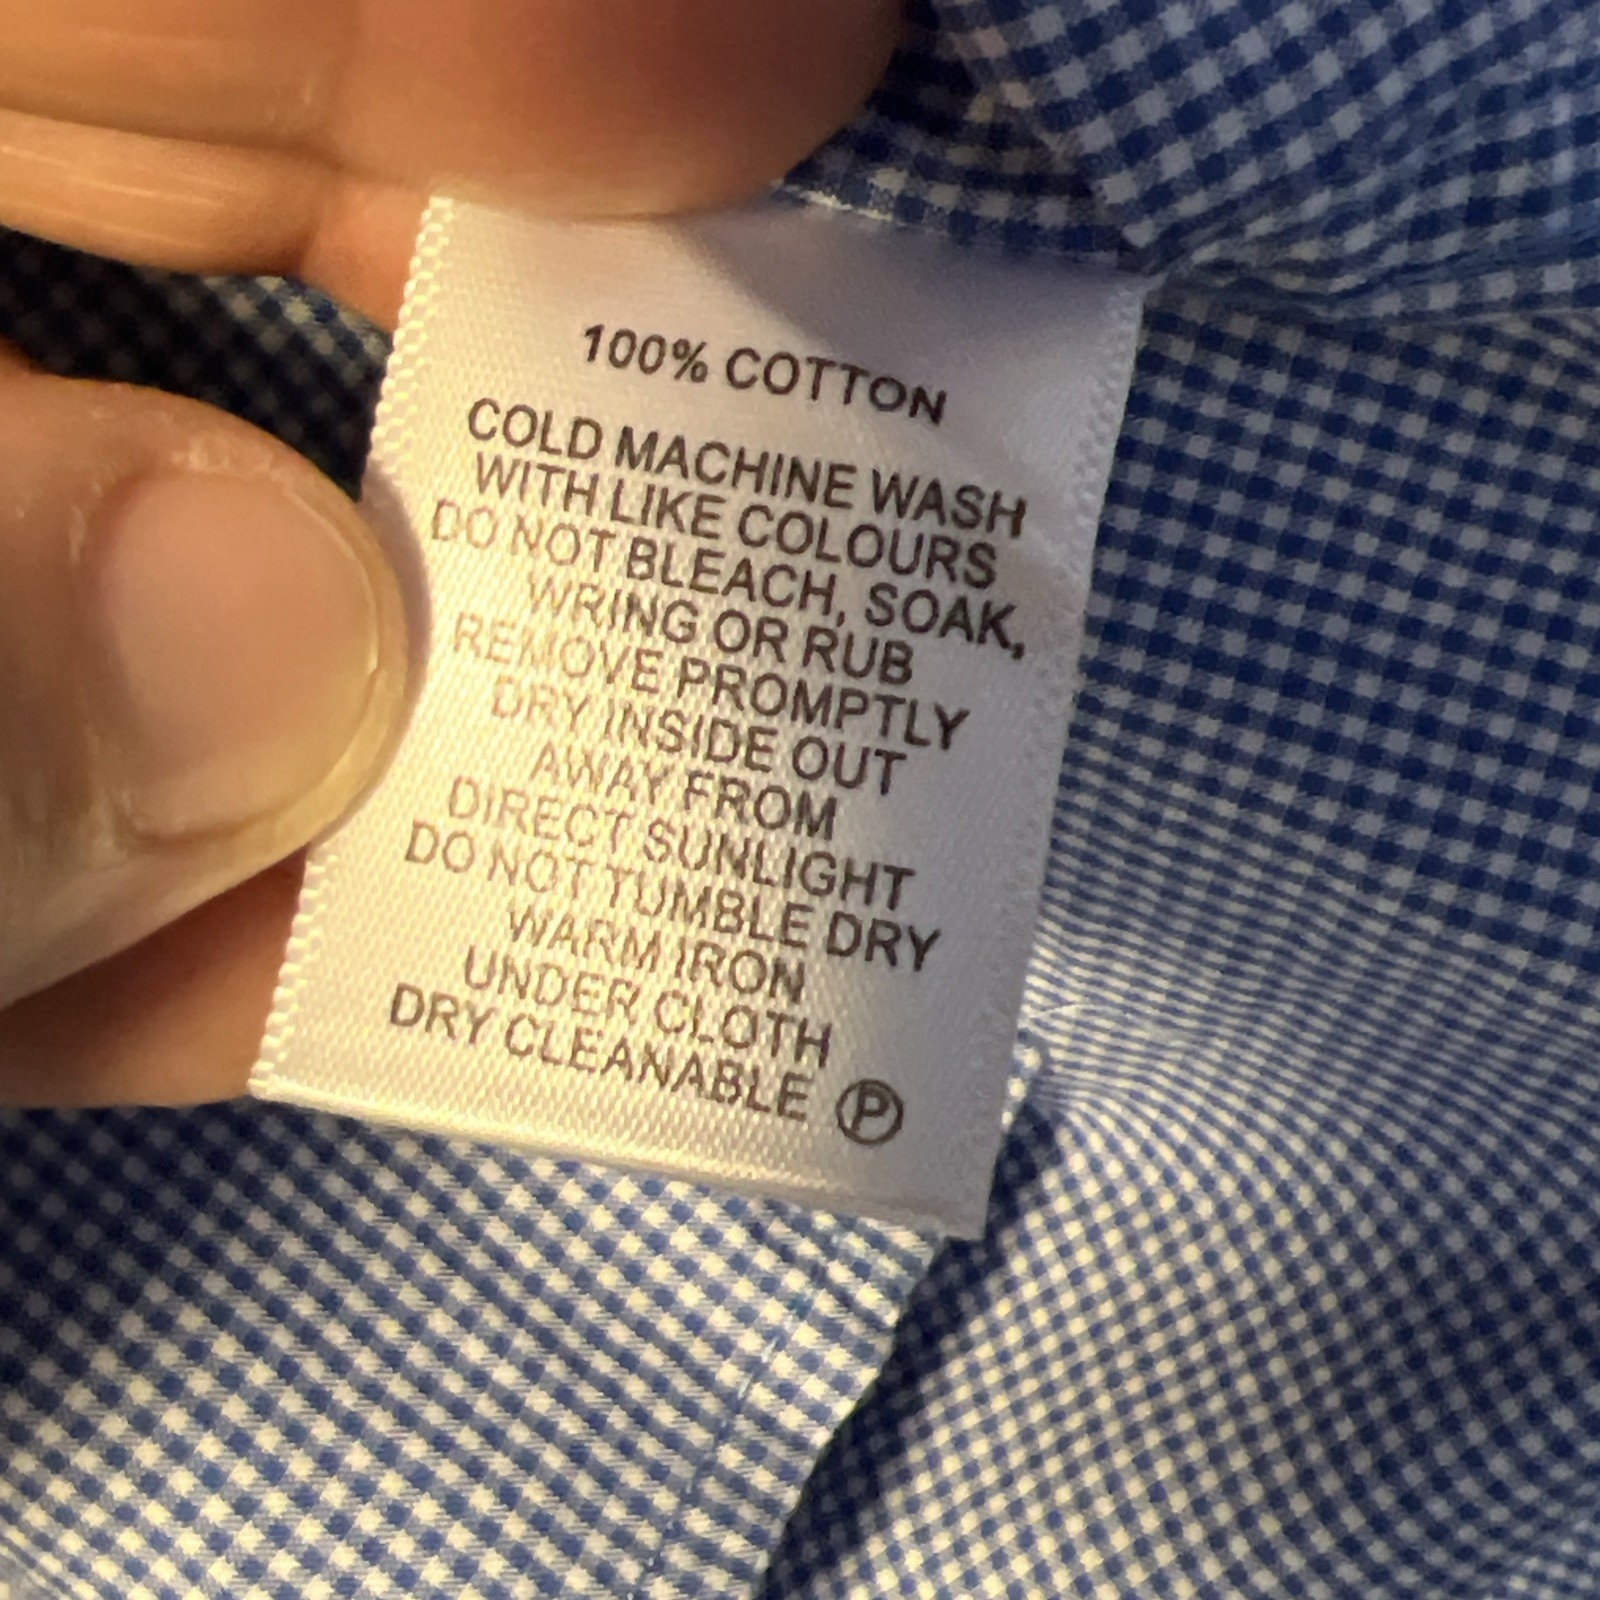 100% COTTON
COLD MACHINE WASH
WITH LIKE COLOURS
DO NOT BLEACH, SOAK,
WRING OR RUB
REMOVE PROMPTLY
DRY INSIDE OUT
AWAY FROM
DIRECT SUNLIGHT
DO NOT TUMBLE DRY
WARM IRON
UNDER CLOTH
DRY CLEANABLE Ⓟ